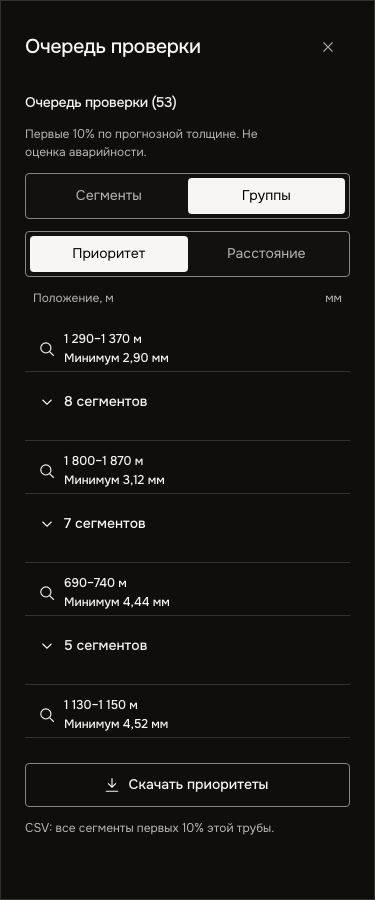 Очередь проверки
Очередь проверки (53)
Первые 10% по прогнозной толщине. Не
оценка аварийности.
Сегменты Группы
Приоритет Расстояние
Положение, м мм
1 290–1 370 м
Минимум 2,90 мм
8 сегментов
1 800–1 870 м
Минимум 3,12 мм
7 сегментов
690–740 м
Минимум 4,44 мм
5 сегментов
1 130–1 150 м
Минимум 4,52 мм
Скачать приоритеты
CSV: все сегменты первых 10% этой трубы.